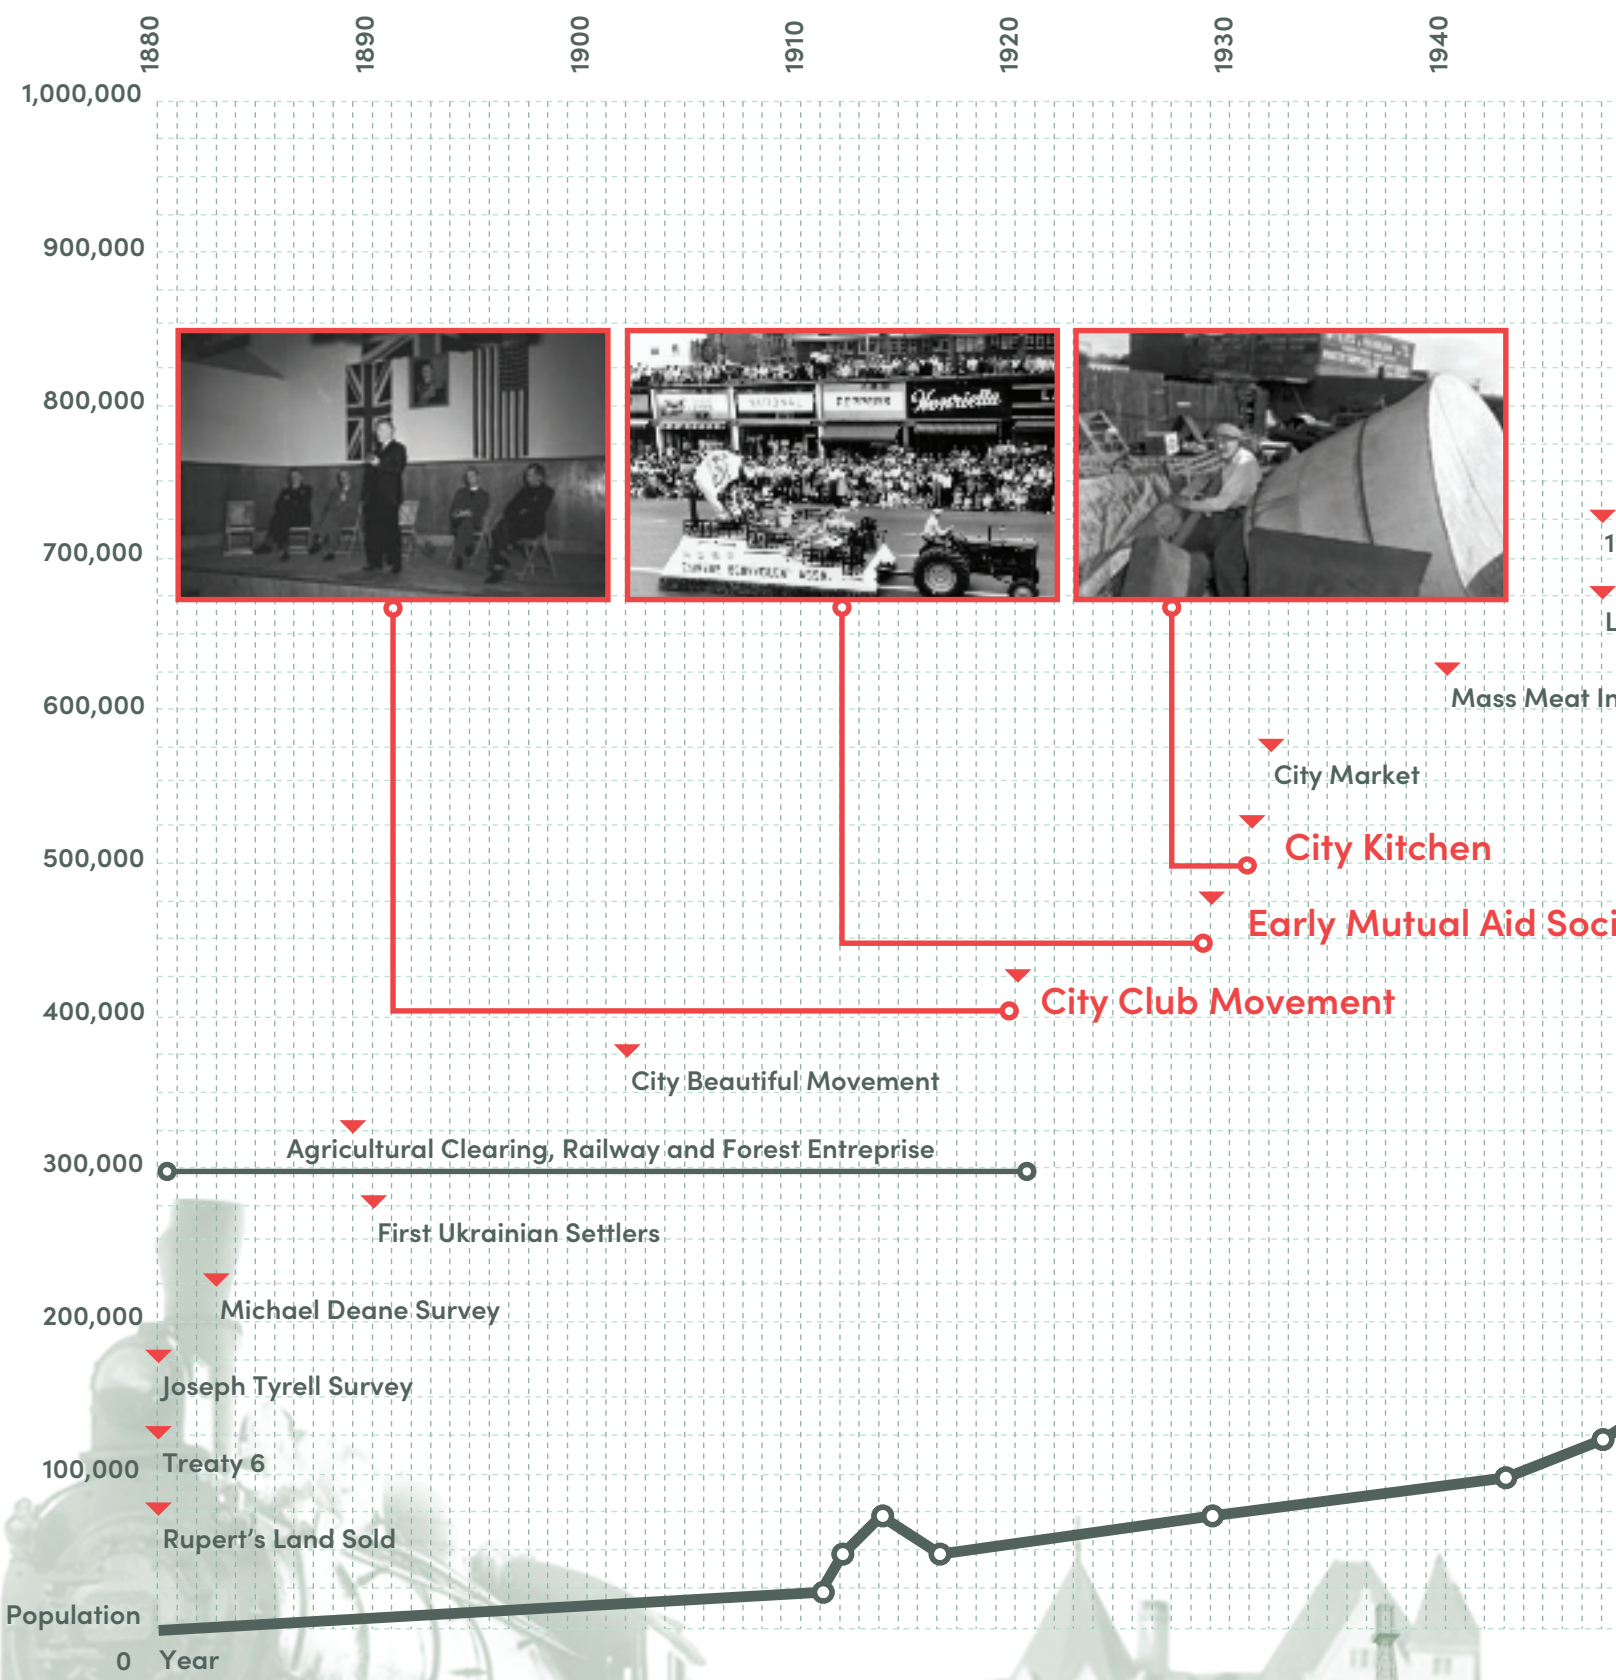 1880
1890
1900
1910
1920
1930
1940
1,000,000
900,000
800,000
700,000
600,000
500,000
400,000
300,000
200,000
100,000
Population
0 Year
Henrietta
1
L
Mass Meat In
City Market
City Kitchen
Early Mutual Aid Soci
City Club Movement
City Beautiful Movement
Agricultural Clearing, Railway and Forest Entreprise
First Ukrainian Settlers
Michael Deane Survey
Joseph Tyrell Survey
Treaty 6
Rupert's Land Sold